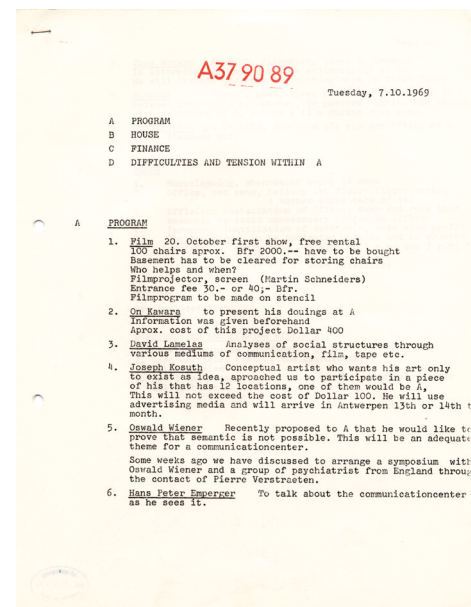 A37 90 89
Tuesday, 7.10.1969
A PROGRAM
B HOUSE
C FINANCE
D DIFFICULTIES AND TENSION WITHIN A
A PROGRAM
1. Film 20. October first show, free rental
100 chairs aprox. Bfr 2000.-- have to be bought
Basement has to be cleared for storing chairs
Who helps and when?
Filmprojector, screen (Martin Schneiders)
Entrance fee 30.- or 40;- Bfr.
Filmprogram to be made on stencil
2. On Kawara to present his douings at A
Information was given beforehand
Aprox. cost of this project Dollar 400
3. David Lamelas Analyses of social structures through
various mediums of communication, film, tape etc.
4. Joseph Kosuth Conceptual artist who wants his art only
to exist as idea, aproached us to participate in a piece
of his that has 12 locations, one of them would be A,
This will not exceed the cost of Dollar 100. He will use
advertising media and will arrive in Antwerpen 13th or 14th t
month.
5. Oswald Wiener Recently proposed to A that he would like to
prove that semantic is not possible. This will be an adequate
theme for a communicationcenter.
Some weeks ago we have discussed to arrange a symposium with
Oswald Wiener and a group of psychiatrist from England throug
the contact of Pierre Verstraeten.
6. Hans Peter Emperger To talk about the communicationcenter
as he sees it.